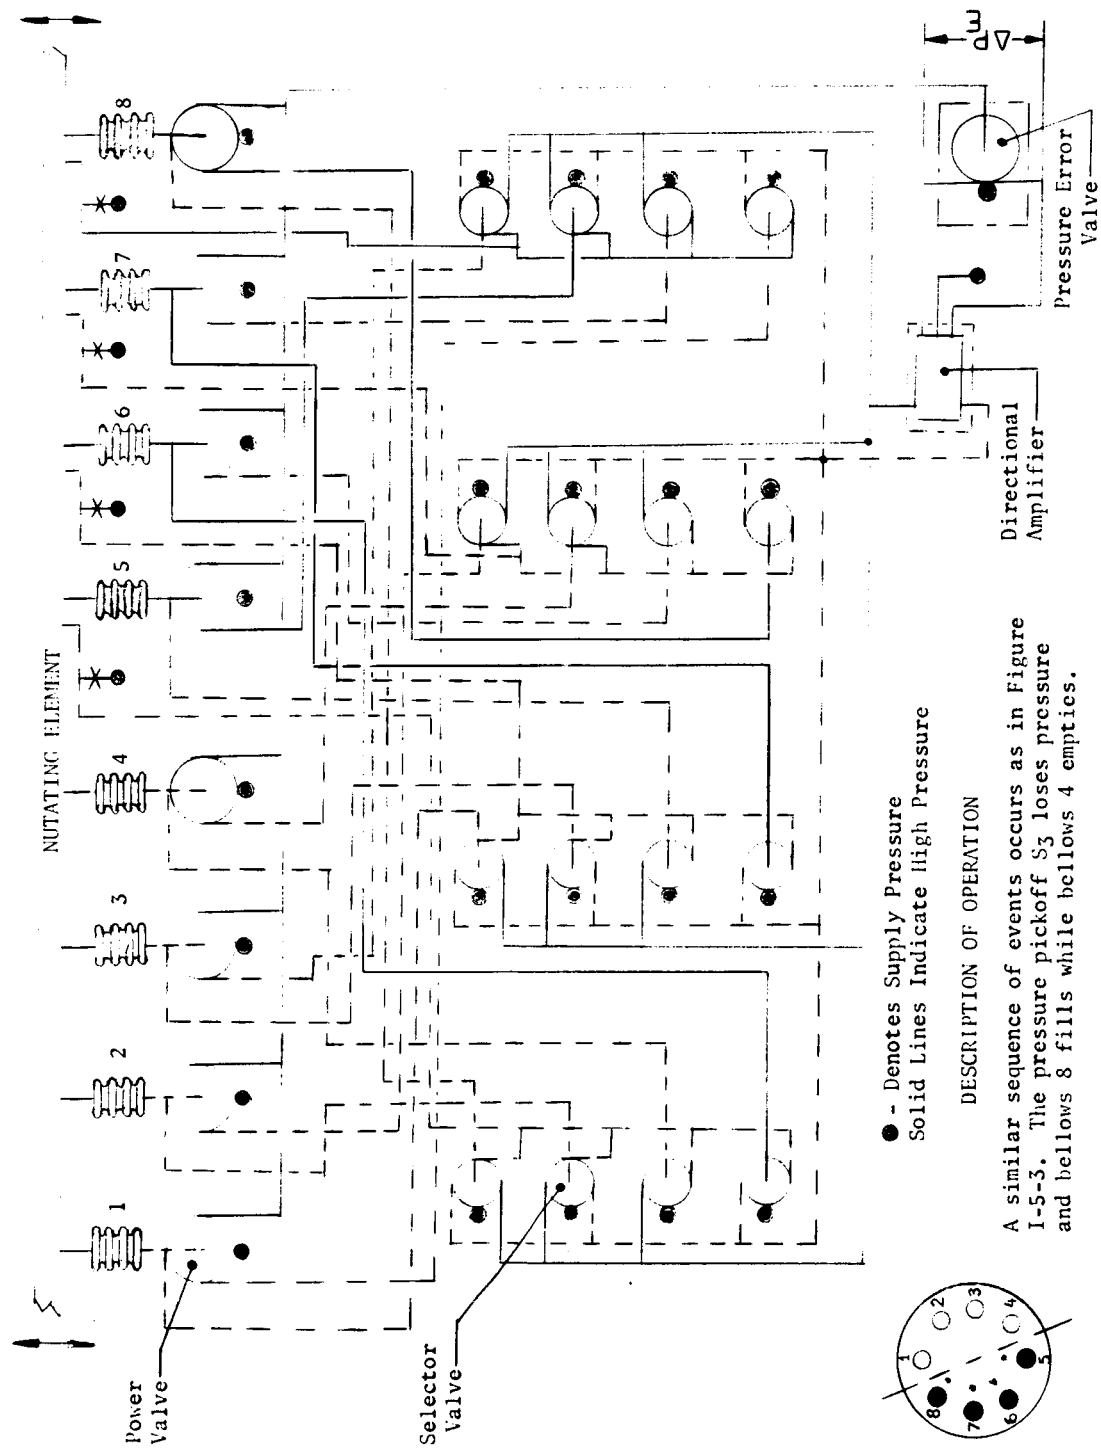 NUTATING ELEMENT
1
2
3
4
5
6
7
8
Power
Valve
Selector
Valve
Directional
Amplifier
Pressure Error
Valve
ΔPE
● - Denotes Supply Pressure
Solid Lines Indicate High Pressure
DESCRIPTION OF OPERATION
A similar sequence of events occurs as in Figure
I-5-3. The pressure pickoff S3 loses pressure
and bellows 8 fills while bellows 4 empties.
1
2
3
4
5
6
7
8